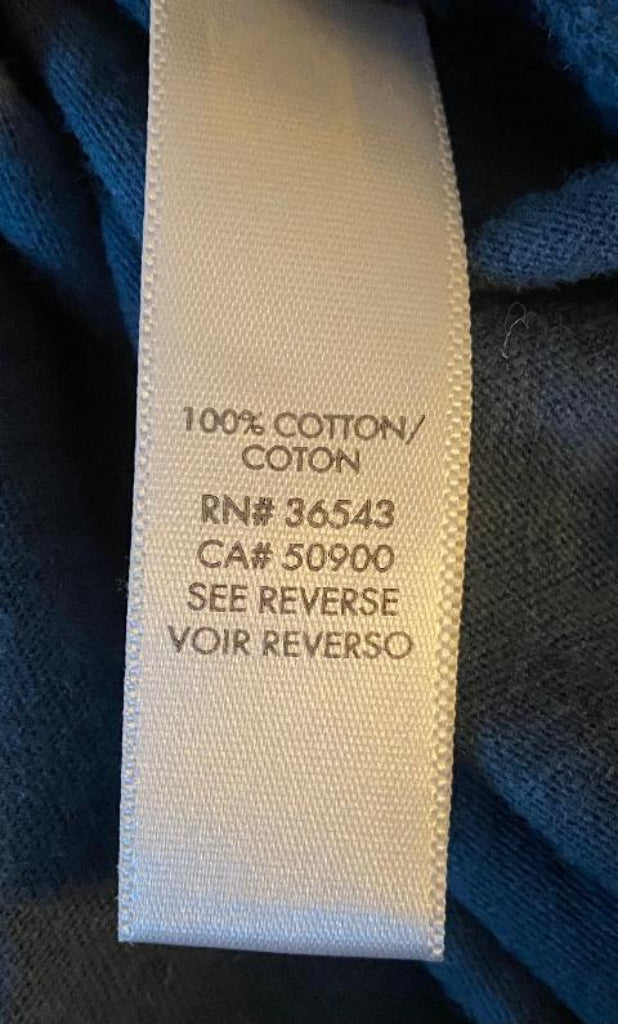 100% COTTON/
COTON
RN# 36543
CA# 50900
SEE REVERSE
VOIR REVERSO